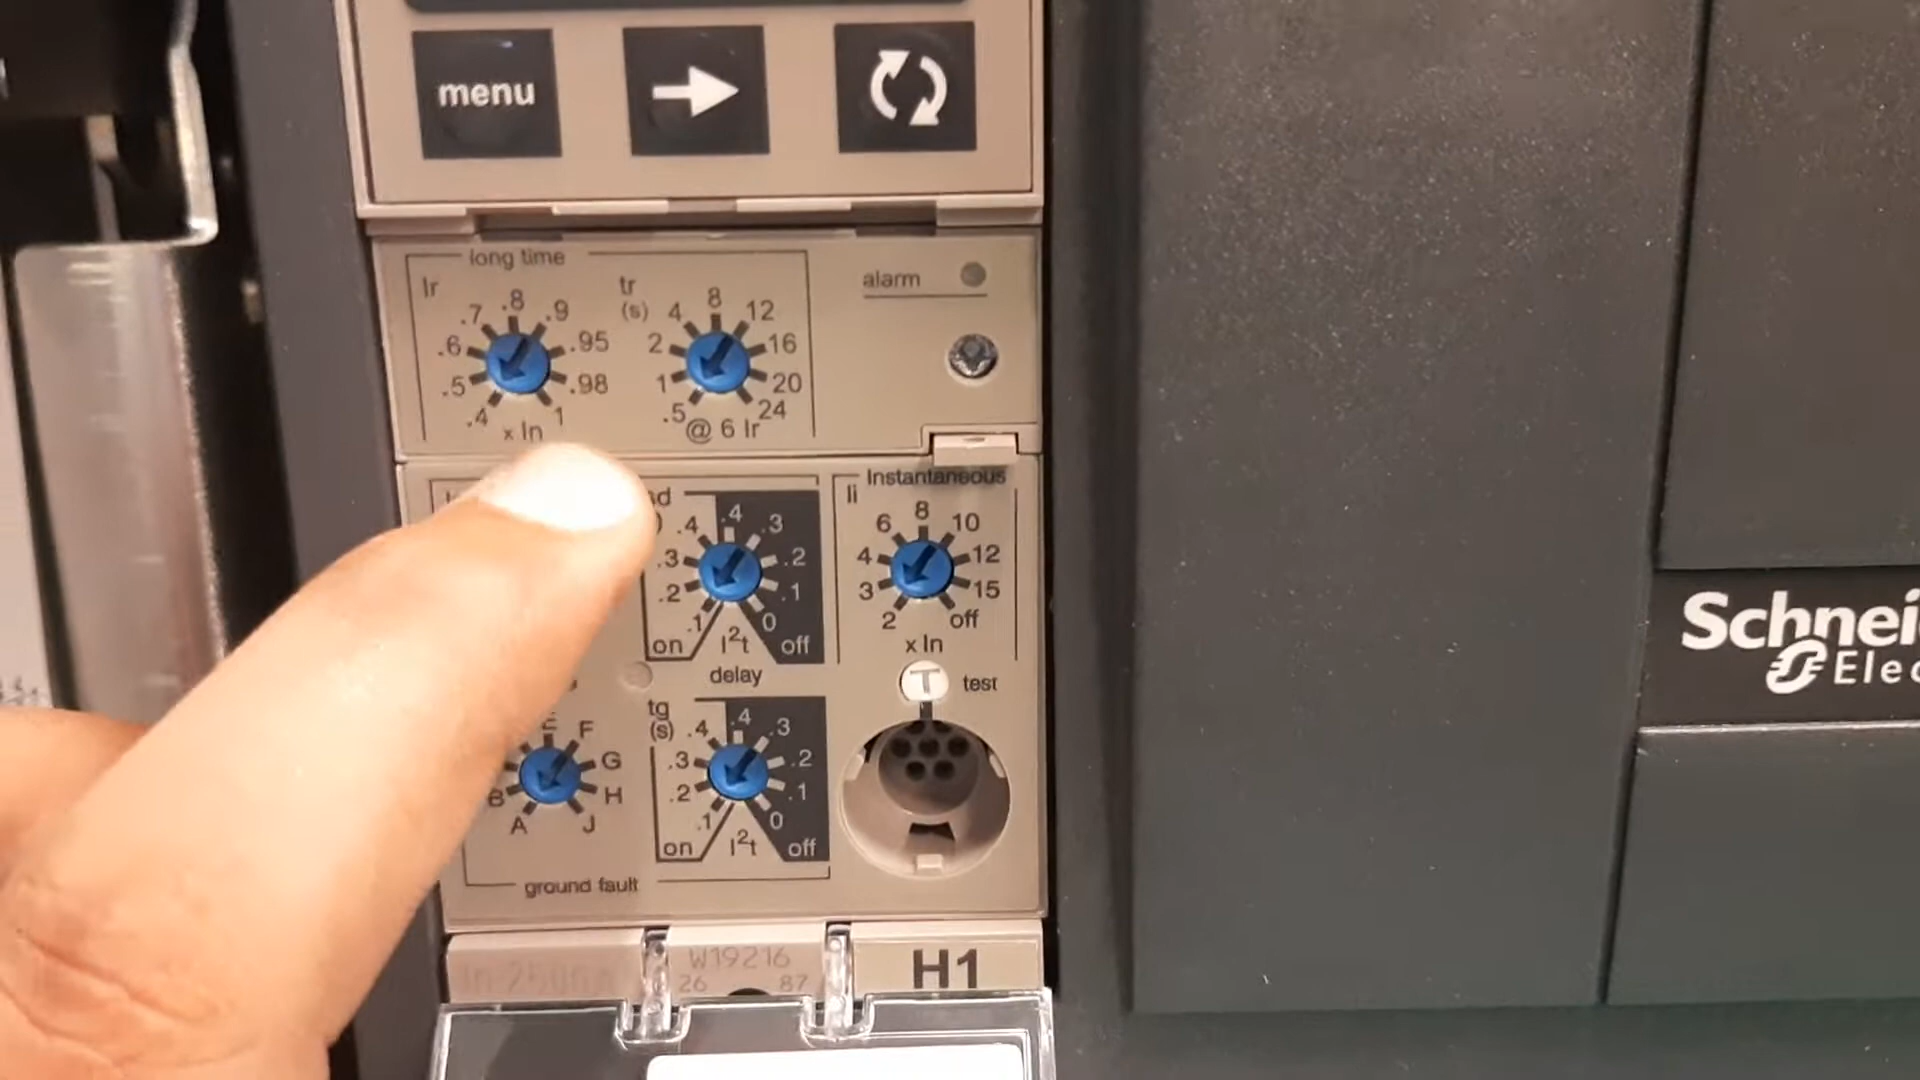 menu
long time
Ir
.4
.5
.6
.7
.8
.9
.95
.98
1
x In
tr
(s)
.5
1
2
4
8
12
16
20
24
@ 6 Ir
alarm
.1
.2
.3
.4
.4
.3
.2
.1
0
on
I²t
off
delay
Instantaneous
Ii
2
3
4
6
8
10
12
15
off
x In
T
test
A
B
E
F
G
H
J
tg
(s)
.1
.2
.3
.4
.4
.3
.2
.1
0
on
I²t
off
ground fault
W19216
26 87
H1